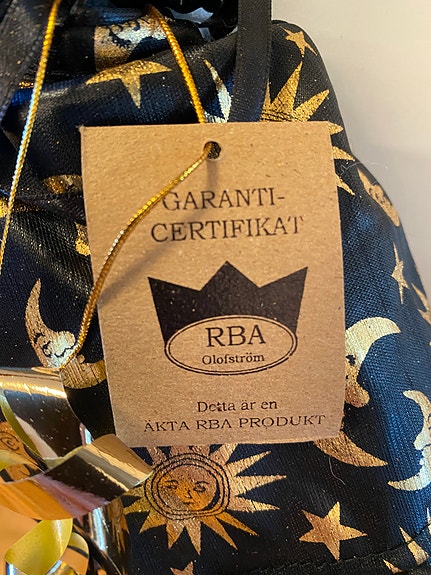 GARANTI-
CERTIFIKAT
RBA
Olofström
Detta är en
ÄKTA RBA PRODUKT